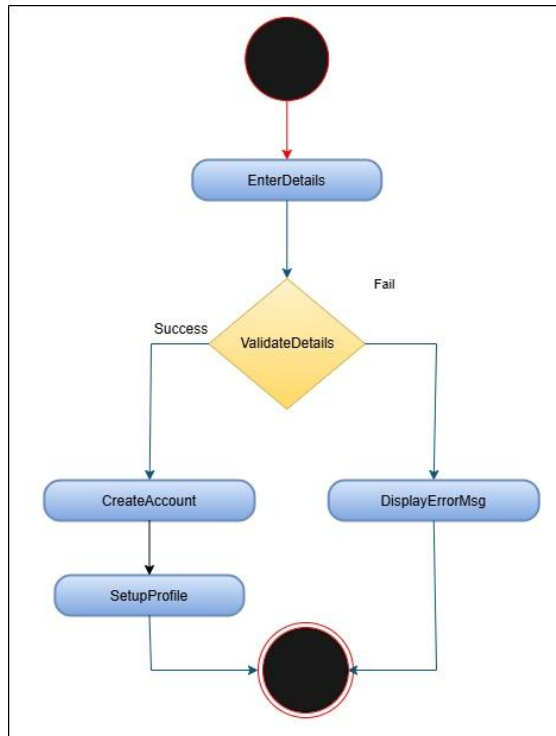 EnterDetails
Fail
Success
ValidateDetails
CreateAccount
DisplayErrorMsg
SetupProfile